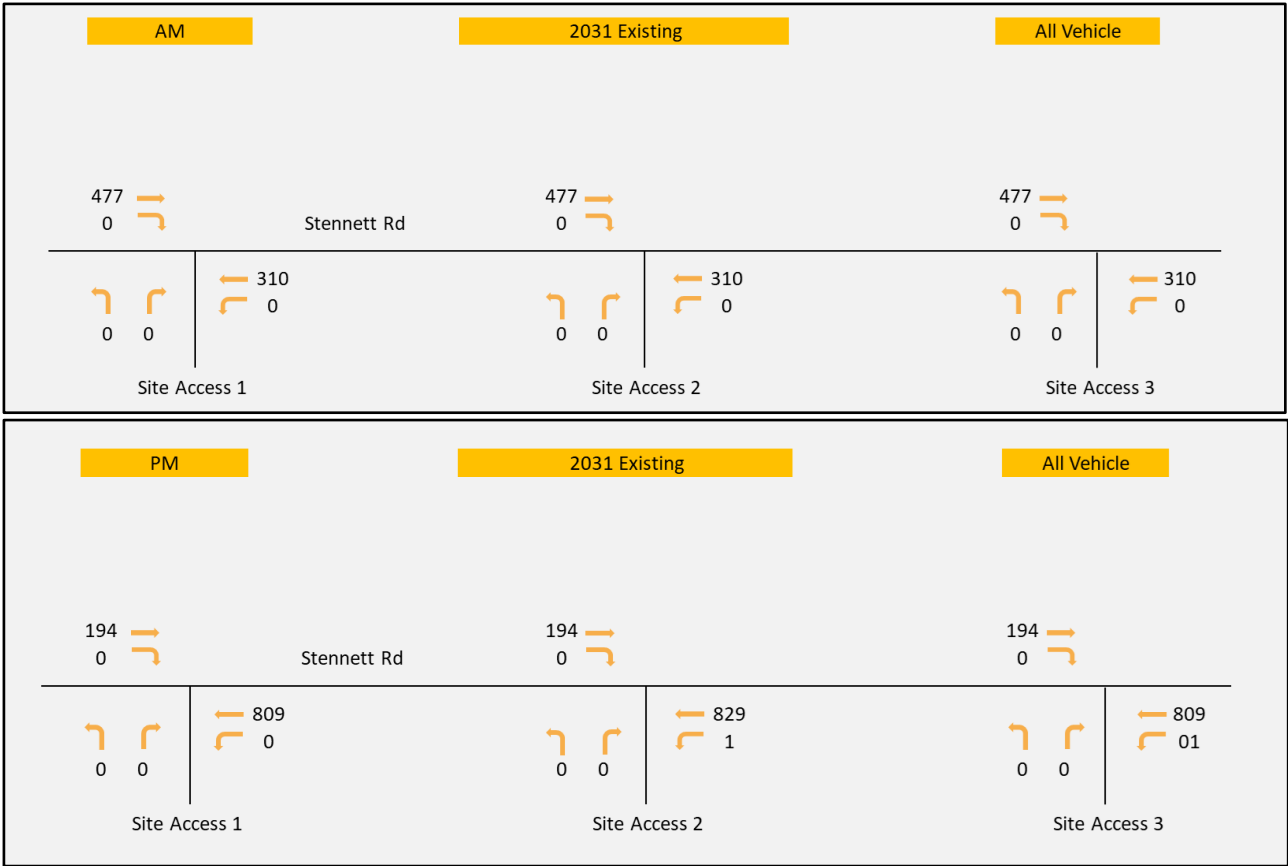 AM 2031 Existing All Vehicle
477 477 477
0 Stennett Rd 0 0
310 310 310
0 0 0
0 0 0 0 0 0
Site Access 1 Site Access 2 Site Access 3
PM 2031 Existing All Vehicle
194 194 194
0 Stennett Rd 0 0
809 829 809
0 1 01
0 0 0 0 0 0
Site Access 1 Site Access 2 Site Access 3